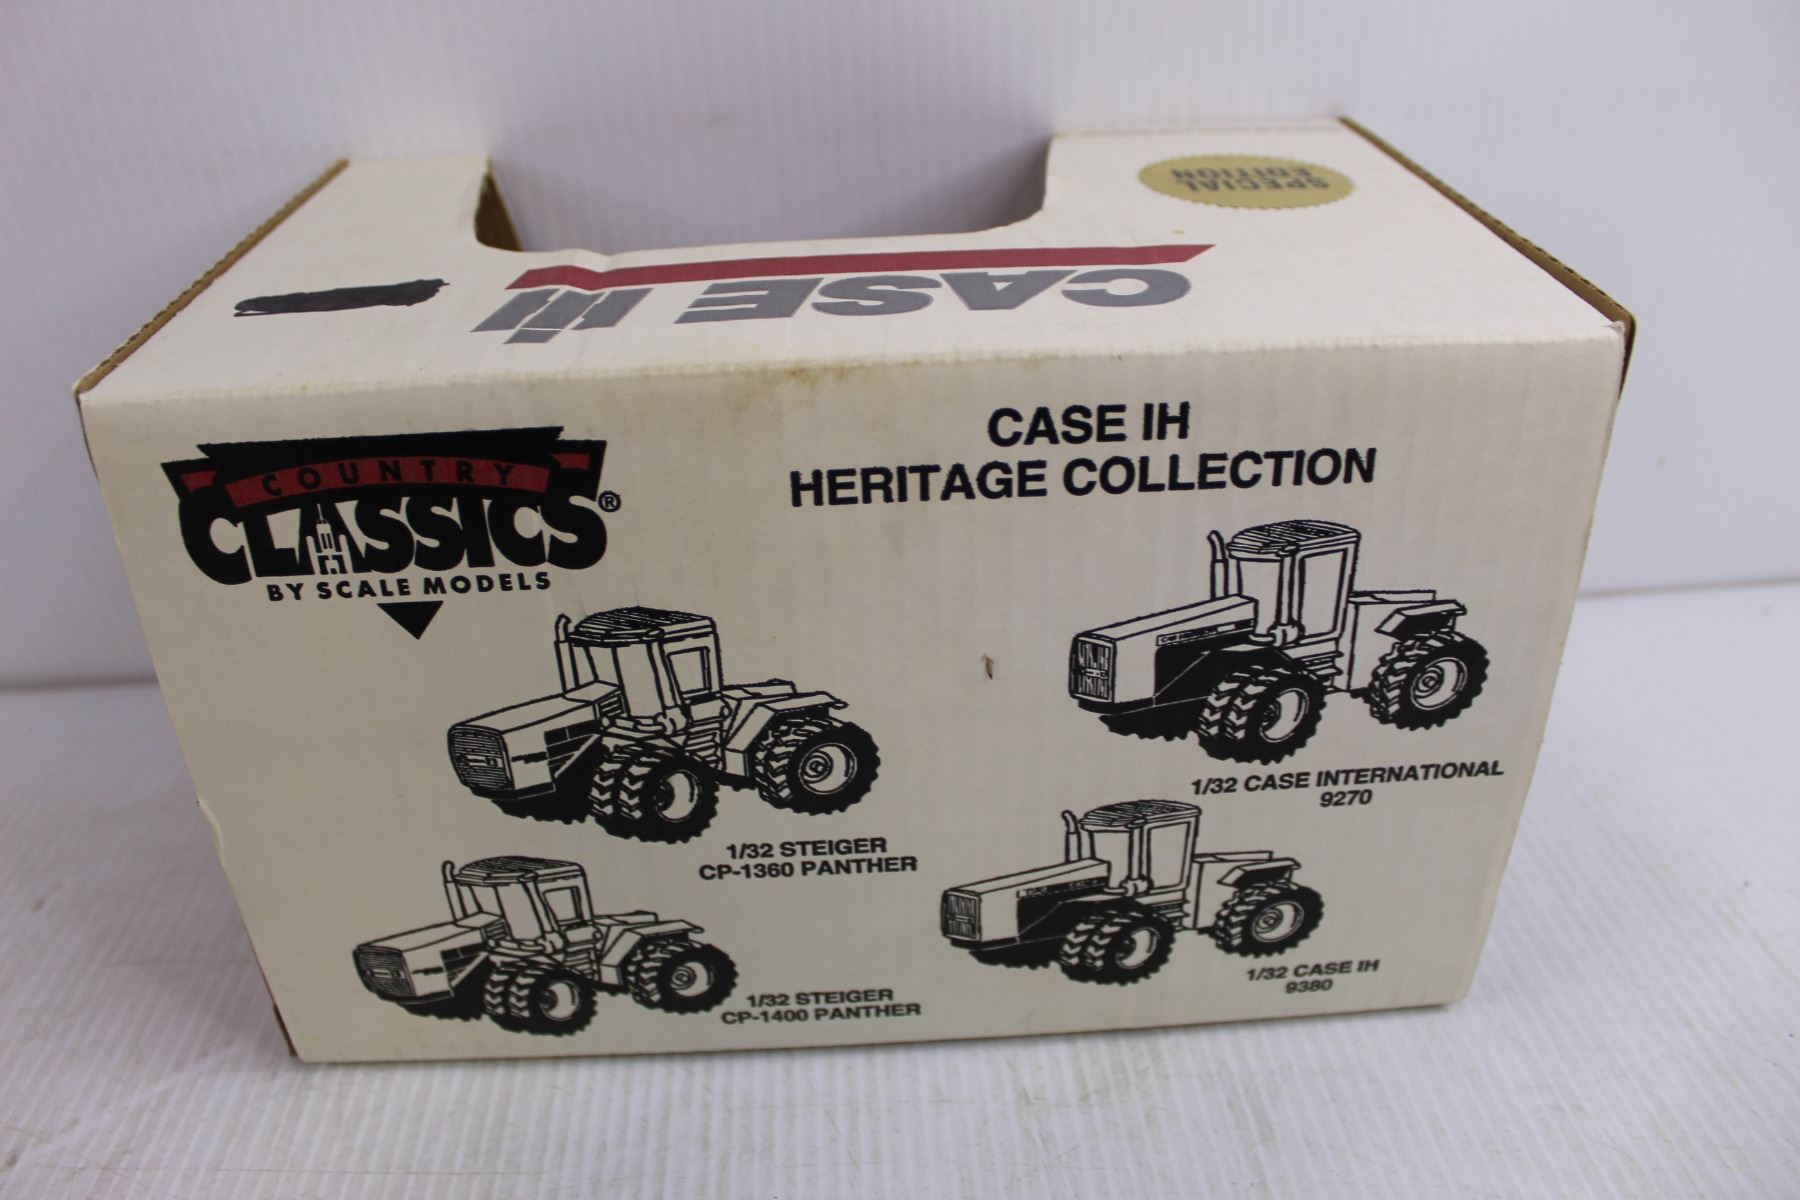 SPECIAL
EDITION
CASE IH
COUNTRY
CLASSICS®
BY SCALE MODELS
CASE IH
HERITAGE COLLECTION
1/32 CASE INTERNATIONAL
9270
1/32 STEIGER
CP-1360 PANTHER
1/32 CASE IH
9380
1/32 STEIGER
CP-1400 PANTHER